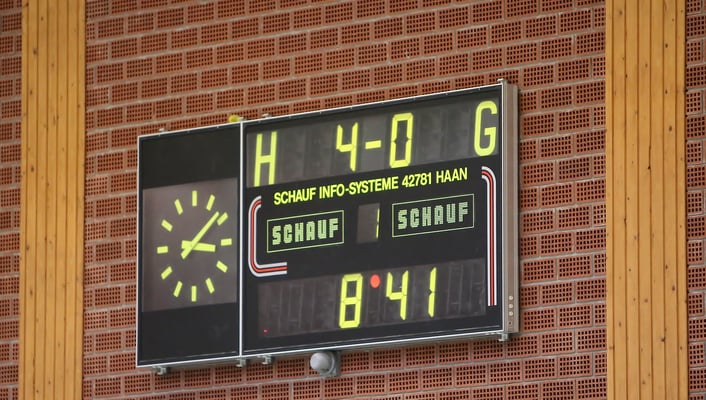 H 4-0 G
SCHAUF INFO-SYSTEME 42781 HAAN
SCHAUF 1 SCHAUF
8:41